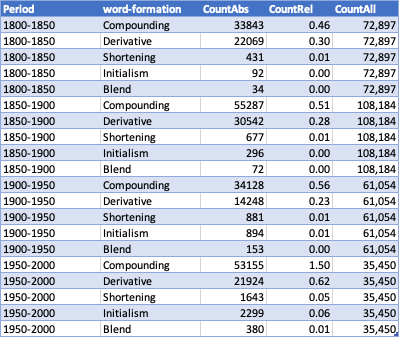 Period word-formation CountAbs CountRel CountAll
1800-1850 Compounding 33843 0.46 72,897
1800-1850 Derivative 22069 0.30 72,897
1800-1850 Shortening 431 0.01 72,897
1800-1850 Initialism 92 0.00 72,897
1800-1850 Blend 34 0.00 72,897
1850-1900 Compounding 55287 0.51 108,184
1850-1900 Derivative 30542 0.28 108,184
1850-1900 Shortening 677 0.01 108,184
1850-1900 Initialism 296 0.00 108,184
1850-1900 Blend 72 0.00 108,184
1900-1950 Compounding 34128 0.56 61,054
1900-1950 Derivative 14248 0.23 61,054
1900-1950 Shortening 881 0.01 61,054
1900-1950 Initialism 894 0.01 61,054
1900-1950 Blend 153 0.00 61,054
1950-2000 Compounding 53155 1.50 35,450
1950-2000 Derivative 21924 0.62 35,450
1950-2000 Shortening 1643 0.05 35,450
1950-2000 Initialism 2299 0.06 35,450
1950-2000 Blend 380 0.01 35,450